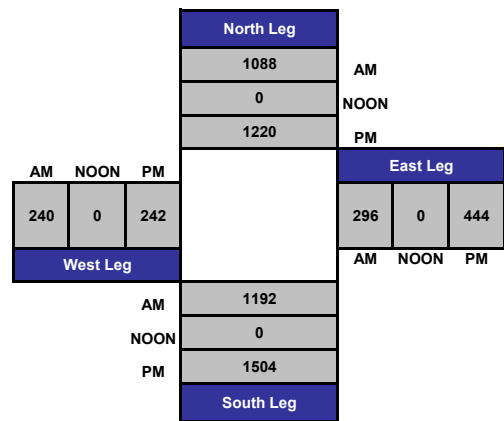 North Leg
1088
AM
0
NOON
1220
PM
AM NOON PM
East Leg
240 0 242
296 0 444
West Leg
AM NOON PM
AM
1192
NOON
0
PM
1504
South Leg